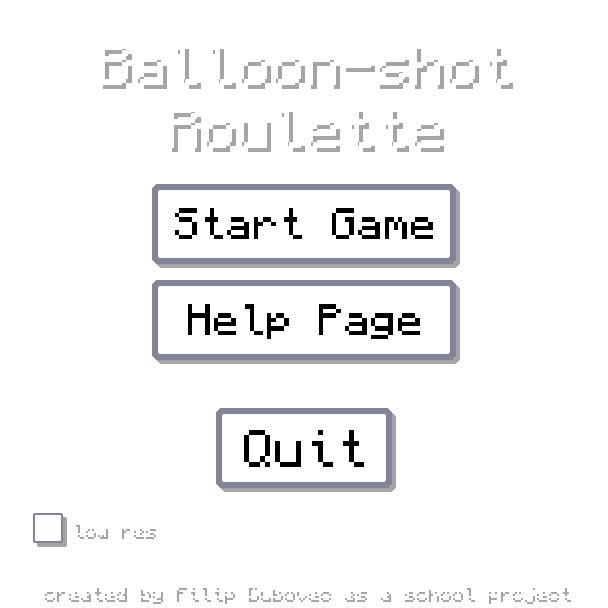 Balloon-shot
Roulette
Start Game
Help Page
Quit
low res
created by Filip Dubovec as a school project